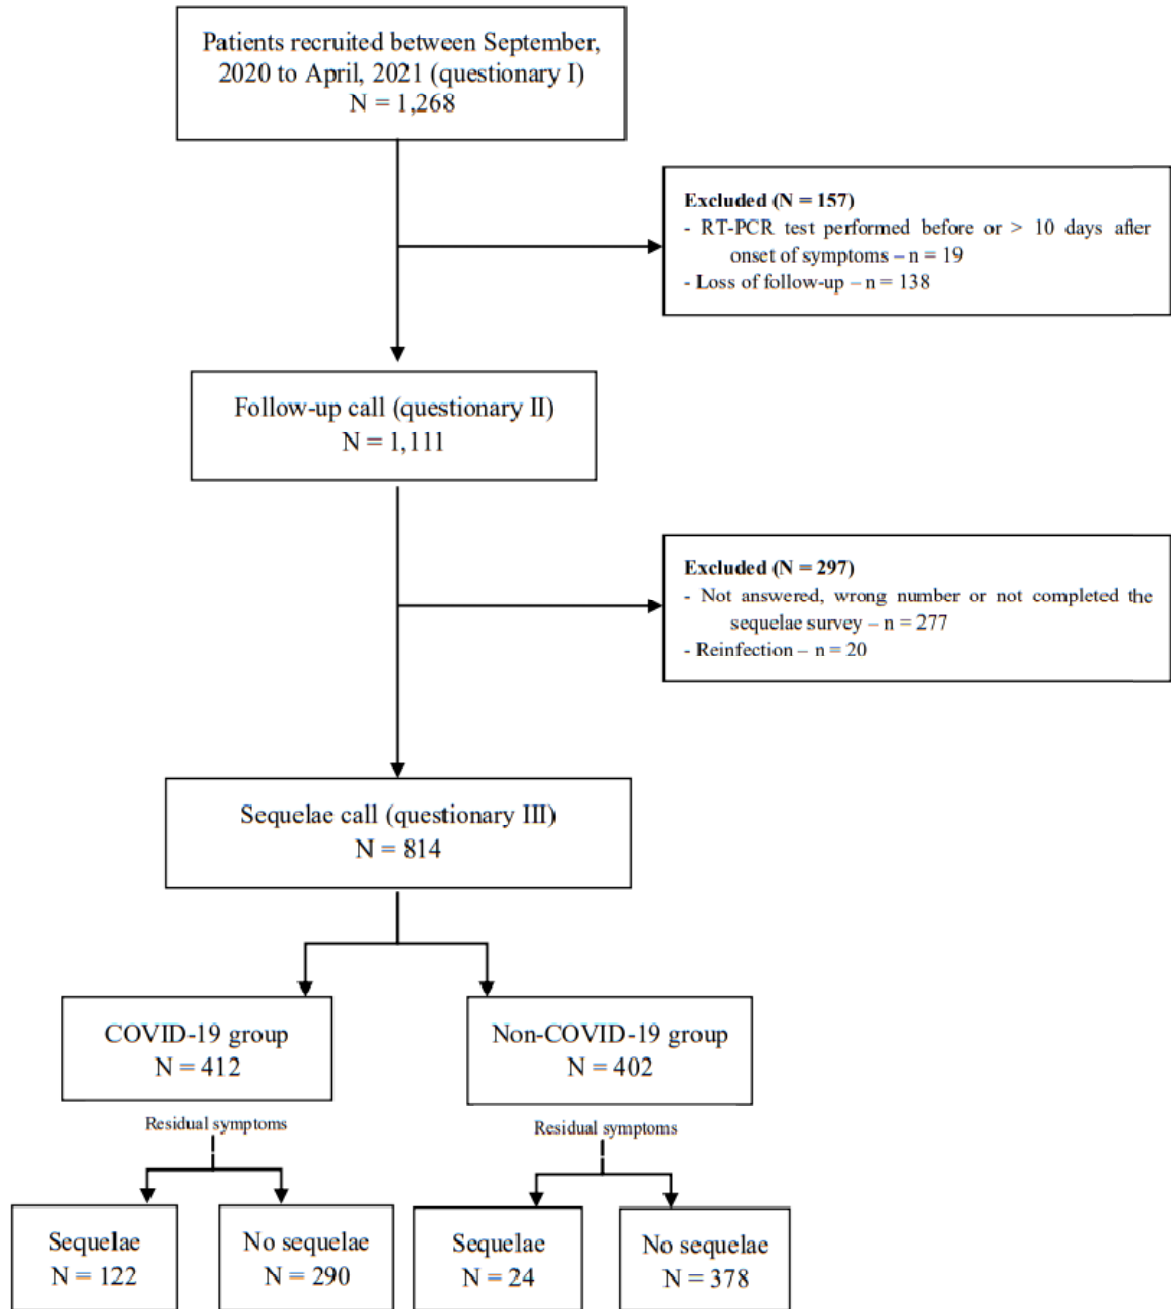 Patients recruited between September,
2020 to April, 2021 (questionary I)
N = 1,268
Excluded (N = 157)
- RT-PCR test performed before or > 10 days after
onset of symptoms – n = 19
- Loss of follow-up – n = 138
Follow-up call (questionary II)
N = 1,111
Excluded (N = 297)
- Not answered, wrong number or not completed the
sequelae survey – n = 277
- Reinfection – n = 20
Sequelae call (questionary III)
N = 814
COVID-19 group
N = 412
Non-COVID-19 group
N = 402
Residual symptoms
Residual symptoms
Sequelae
N = 122
No sequelae
N = 290
Sequelae
N = 24
No sequelae
N = 378